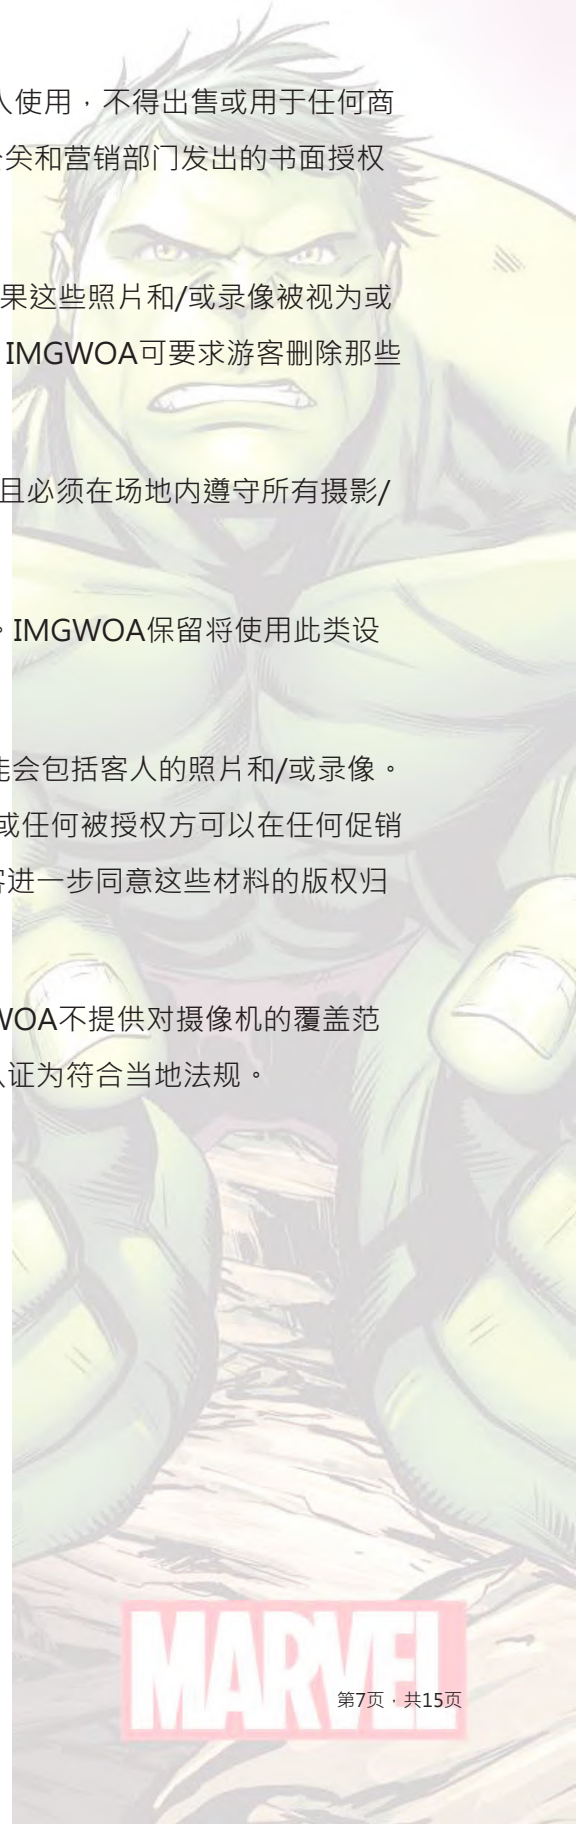 人使用，不得出售或用于任何商
关和营销部门发出的书面授权
果这些照片和/或录像被视为或
IMGWOA可要求游客删除那些
且必须在场地内遵守所有摄影/
。IMGWOA保留将使用此类设
能会包括客人的照片和/或录像。
或任何被授权方可以在任何促销
客进一步同意这些材料的版权归
WOA不提供对摄像机的覆盖范
证为符合当地法规。
MARVEL
第7页，共15页